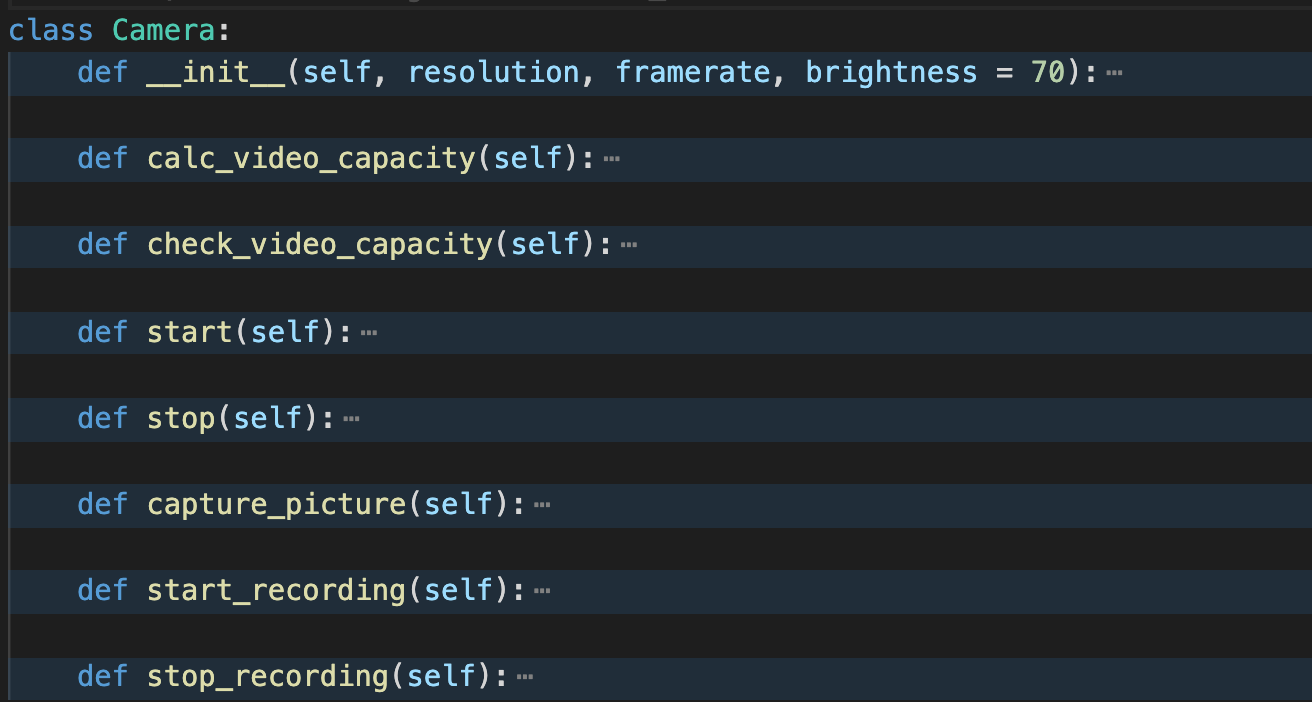 class Camera:
    def __init__(self, resolution, framerate, brightness = 70):⋯
    def calc_video_capacity(self):⋯
    def check_video_capacity(self):⋯
    def start(self):⋯
    def stop(self):⋯
    def capture_picture(self):⋯
    def start_recording(self):⋯
    def stop_recording(self):⋯